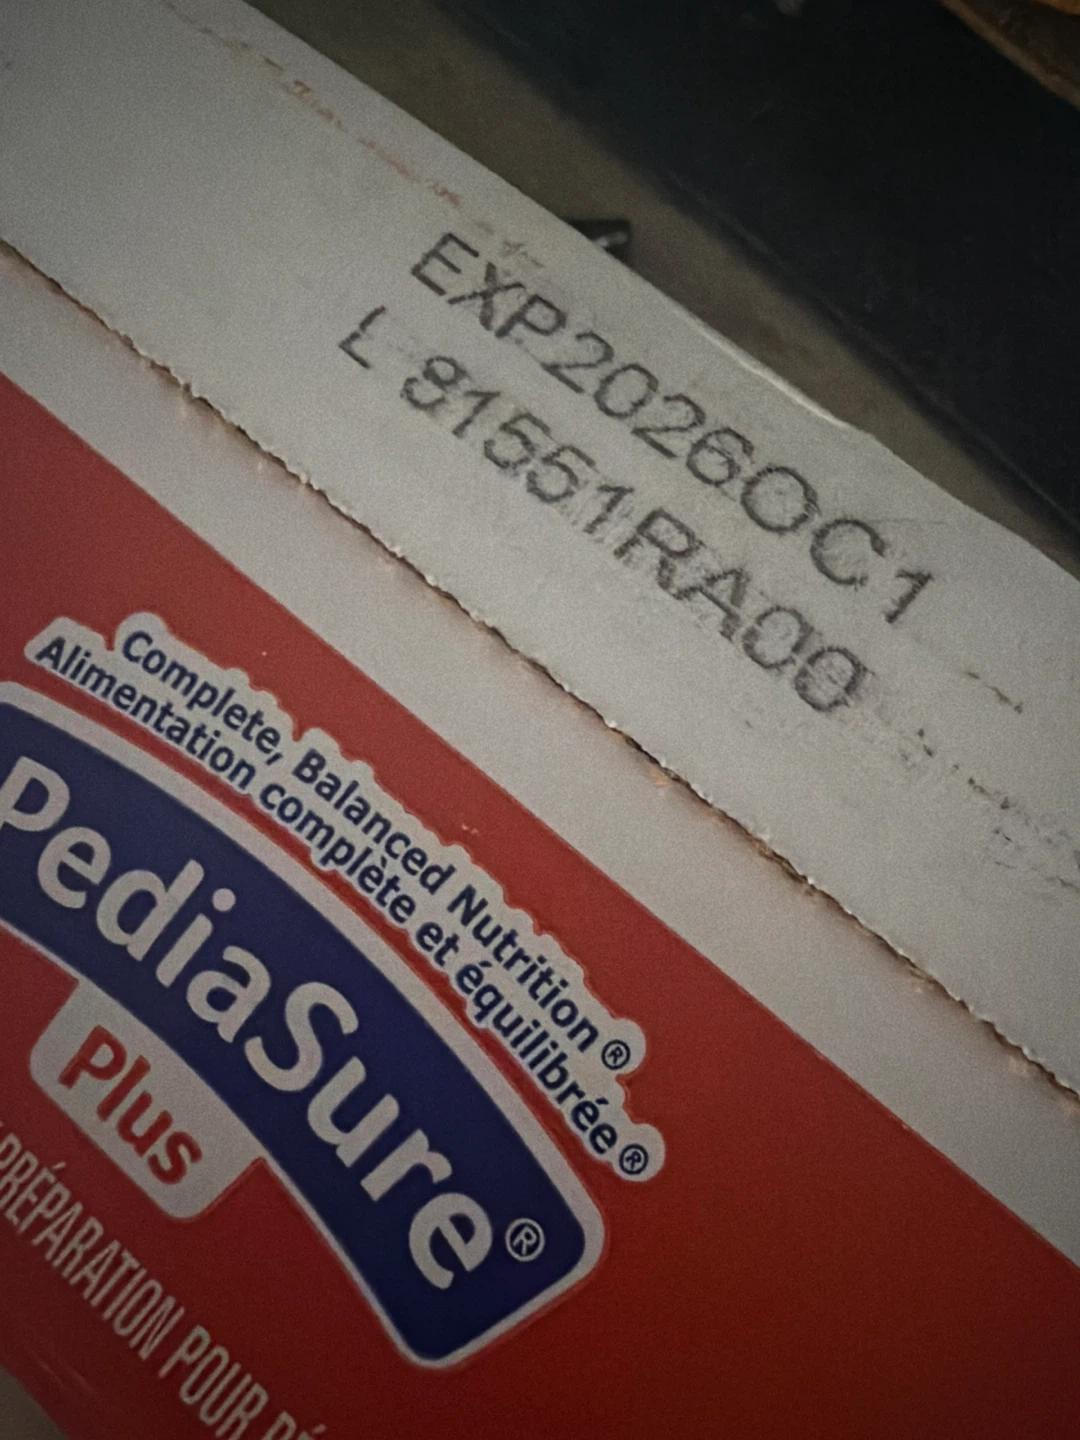 EXP2026OC1
L 81551RA00
Complete, Balanced Nutrition®
Alimentation complète et équilibrée®
PediaSure®
Plus
PRÉPARATION POUR